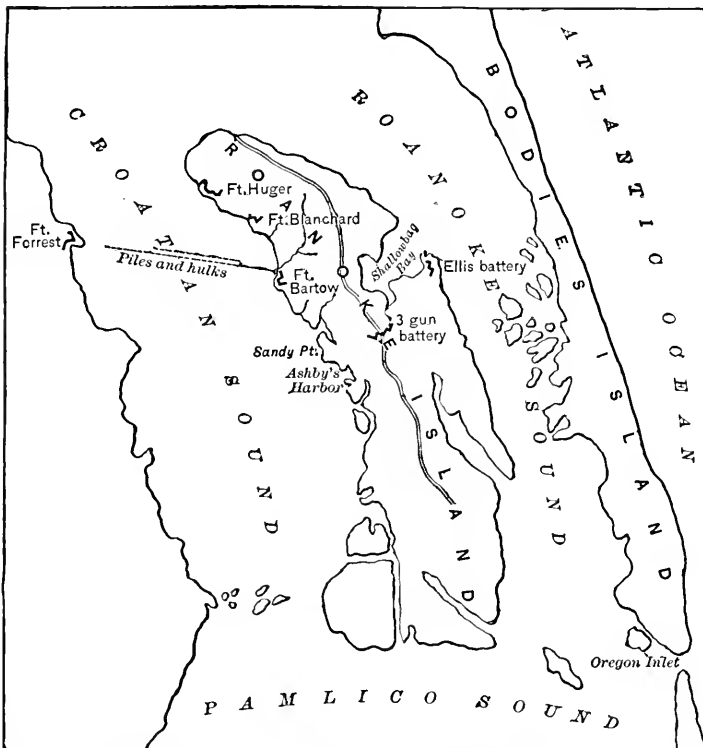 ATLANTIC OCEAN
BODIES ISLAND
ROANOKE SOUND
CROATAN SOUND
ROANOKE ISLAND
Ft. Huger
Ft. Blanchard
Ft.
Forrest
Piles and hulks
Ft.
Bartow
Shallowbag
Bay
Ellis battery
3 gun
battery
Sandy Pt.
Ashby's
Harbor
Oregon Inlet
PAMLICO SOUND